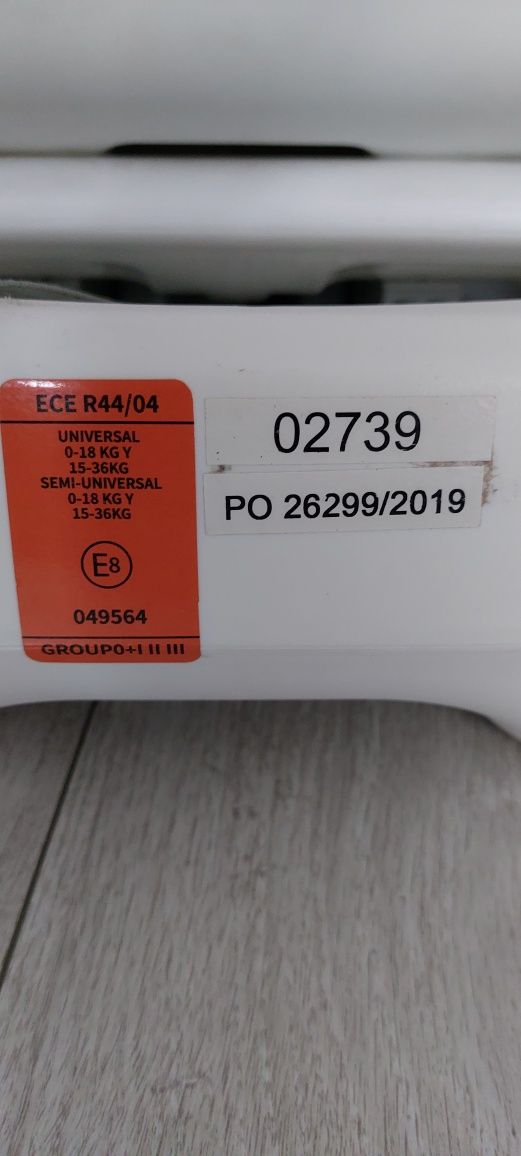 ECE R44/04
UNIVERSAL
0-18 KG Y
15-36KG
SEMI-UNIVERSAL
0-18 KG Y
15-36KG
E8
049564
GROUP0+I II III
02739
PO 26299/2019